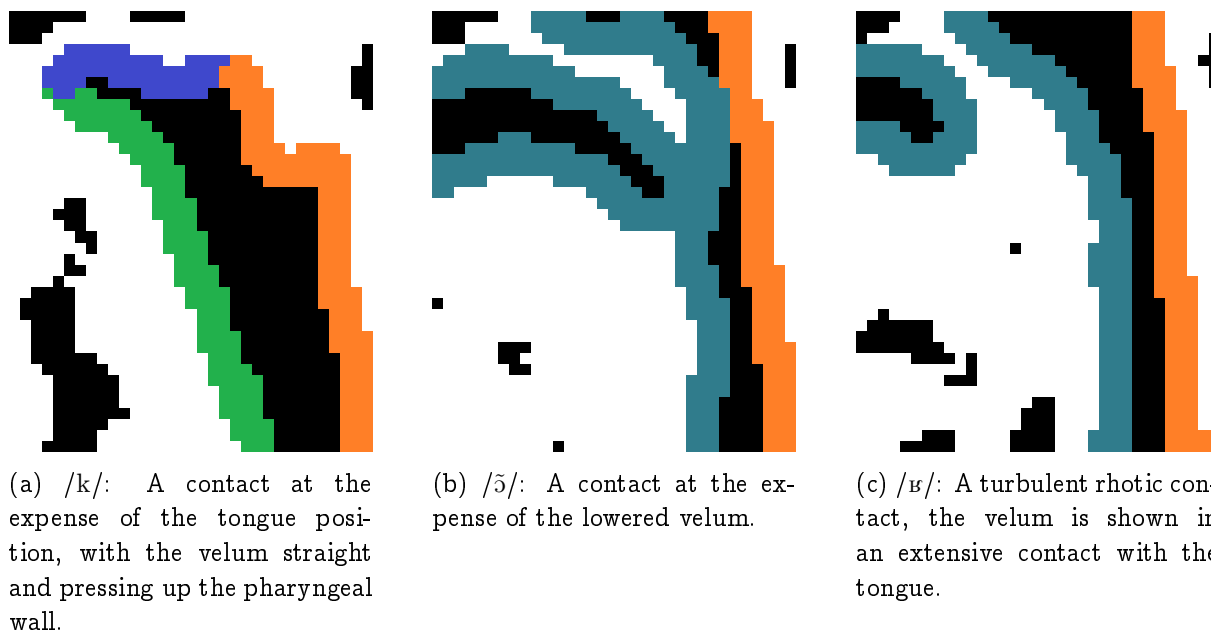 (a) /k/: A contact at the
expense of the tongue posi-
tion, with the velum straight
and pressing up the pharyngeal
wall.
(b) /ɔ̃/: A contact at the ex-
pense of the lowered velum.
(c) /ʁ/: A turbulent rhotic con-
tact, the velum is shown in
an extensive contact with the
tongue.